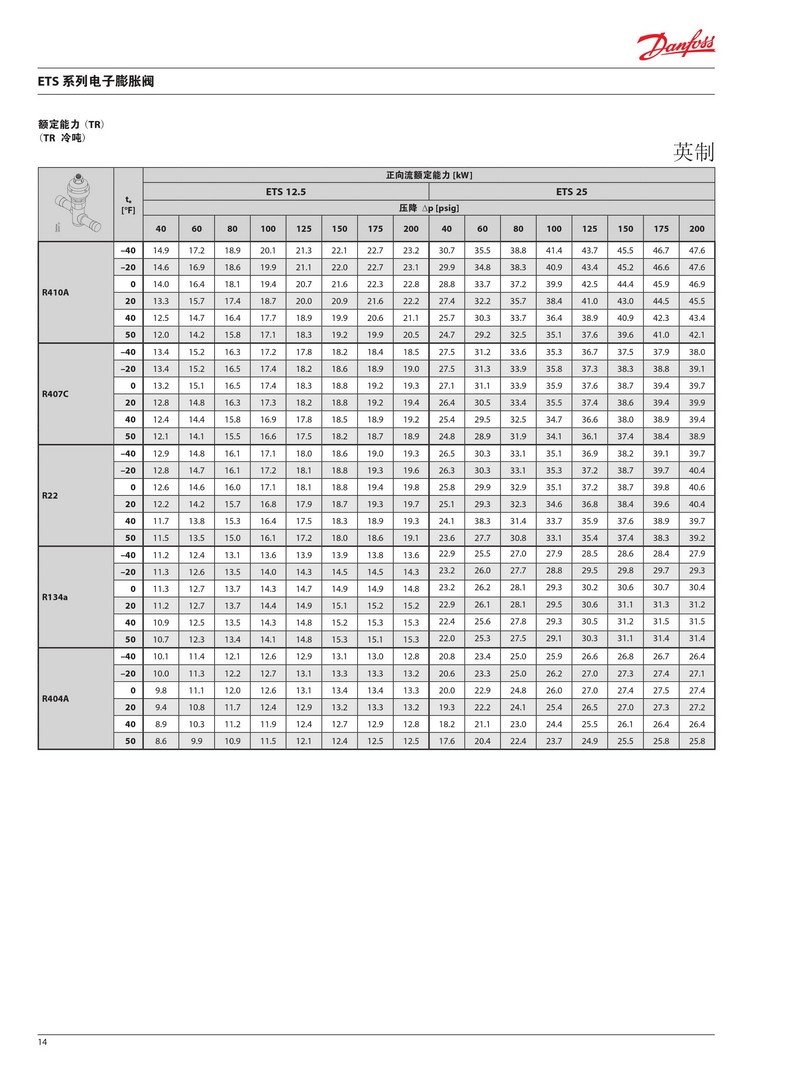 Danfoss
ETS 系列电子膨胀阀
额定能力（TR）
（TR 冷吨）
英制
正向流额定能力 [kW]
te [°F] ETS 12.5 ETS 25
压降 Δp [psig]
40 60 80 100 125 150 175 200 40 60 80 100 125 150 175 200
R410A
–40 14.9 17.2 18.9 20.1 21.3 22.1 22.7 23.2 30.7 35.5 38.8 41.4 43.7 45.5 46.7 47.6
–20 14.6 16.9 18.6 19.9 21.1 22.0 22.7 23.1 29.9 34.8 38.3 40.9 43.4 45.2 46.6 47.6
0 14.0 16.4 18.1 19.4 20.7 21.6 22.3 22.8 28.8 33.7 37.2 39.9 42.5 44.4 45.9 46.9
20 13.3 15.7 17.4 18.7 20.0 20.9 21.6 22.2 27.4 32.2 35.7 38.4 41.0 43.0 44.5 45.5
40 12.5 14.7 16.4 17.7 18.9 19.9 20.6 21.1 25.7 30.3 33.7 36.4 38.9 40.9 42.3 43.4
50 12.0 14.2 15.8 17.1 18.3 19.2 19.9 20.5 24.7 29.2 32.5 35.1 37.6 39.6 41.0 42.1
R407C
–40 13.4 15.2 16.3 17.2 17.8 18.2 18.4 18.5 27.5 31.2 33.6 35.3 36.7 37.5 37.9 38.0
–20 13.4 15.2 16.5 17.4 18.2 18.6 18.9 19.0 27.5 31.3 33.9 35.8 37.3 38.3 38.8 39.1
0 13.2 15.1 16.5 17.4 18.3 18.8 19.2 19.3 27.1 31.1 33.9 35.9 37.6 38.7 39.4 39.7
20 12.8 14.8 16.3 17.3 18.2 18.8 19.2 19.4 26.4 30.5 33.4 35.5 37.4 38.6 39.4 39.9
40 12.4 14.4 15.8 16.9 17.8 18.5 18.9 19.2 25.4 29.5 32.5 34.7 36.6 38.0 38.9 39.4
50 12.1 14.1 15.5 16.6 17.5 18.2 18.7 18.9 24.8 28.9 31.9 34.1 36.1 37.4 38.4 38.9
R22
–40 12.9 14.8 16.1 17.1 18.0 18.6 19.0 19.3 26.5 30.3 33.1 35.1 36.9 38.2 39.1 39.7
–20 12.8 14.7 16.1 17.2 18.1 18.8 19.3 19.6 26.3 30.3 33.1 35.3 37.2 38.7 39.7 40.4
0 12.6 14.6 16.0 17.1 18.1 18.8 19.4 19.8 25.8 29.9 32.9 35.1 37.2 38.7 39.8 40.6
20 12.2 14.2 15.7 16.8 17.9 18.7 19.3 19.7 25.1 29.3 32.3 34.6 36.8 38.4 39.6 40.4
40 11.7 13.8 15.3 16.4 17.5 18.3 18.9 19.3 24.1 38.3 31.4 33.7 35.9 37.6 38.9 39.7
50 11.5 13.5 15.0 16.1 17.2 18.0 18.6 19.1 23.6 27.7 30.8 33.1 35.4 37.4 38.3 39.2
R134a
–40 11.2 12.4 13.1 13.6 13.9 13.9 13.8 13.6 22.9 25.5 27.0 27.9 28.5 28.6 28.4 27.9
–20 11.3 12.6 13.5 14.0 14.3 14.5 14.5 14.3 23.2 26.0 27.7 28.8 29.5 29.8 29.7 29.3
0 11.3 12.7 13.7 14.3 14.7 14.9 14.9 14.8 23.2 26.2 28.1 29.3 30.2 30.6 30.7 30.4
20 11.2 12.7 13.7 14.4 14.9 15.1 15.2 15.2 22.9 26.1 28.1 29.5 30.6 31.1 31.3 31.2
40 10.9 12.5 13.5 14.3 14.8 15.2 15.3 15.3 22.4 25.6 27.8 29.3 30.5 31.2 31.5 31.5
50 10.7 12.3 13.4 14.1 14.8 15.3 15.1 15.3 22.0 25.3 27.5 29.1 30.3 31.1 31.4 31.4
R404A
–40 10.1 11.4 12.1 12.6 12.9 13.1 13.0 12.8 20.8 23.4 25.0 25.9 26.6 26.8 26.7 26.4
–20 10.0 11.3 12.2 12.7 13.1 13.3 13.3 13.2 20.6 23.3 25.0 26.2 27.0 27.3 27.4 27.1
0 9.8 11.1 12.0 12.6 13.1 13.4 13.4 13.3 20.0 22.9 24.8 26.0 27.0 27.4 27.5 27.4
20 9.4 10.8 11.7 12.4 12.9 13.2 13.3 13.2 19.3 22.2 24.1 25.4 26.5 27.0 27.3 27.2
40 8.9 10.3 11.2 11.9 12.4 12.7 12.9 12.8 18.2 21.1 23.0 24.4 25.5 26.1 26.4 26.4
50 8.6 9.9 10.9 11.5 12.1 12.4 12.5 12.5 17.6 20.4 22.4 23.7 24.9 25.5 25.8 25.8
14